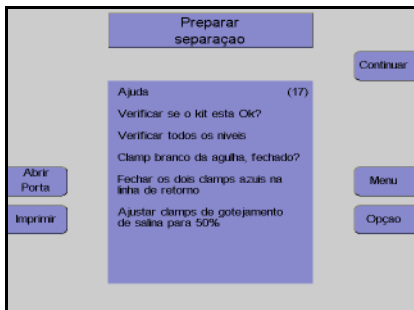 Preparar
separaçao
Continuar
Ajuda (17)
Verificar se o kit esta Ok?
Verificar todos os niveis
Clamp branco da agulha, fechado?
Fechar os dois clamps azuis na
linha de retorno
Ajustar clamps de gotejamento
de salina para 50%
Abrir
Porta
Menu
Imprimir
Opçao